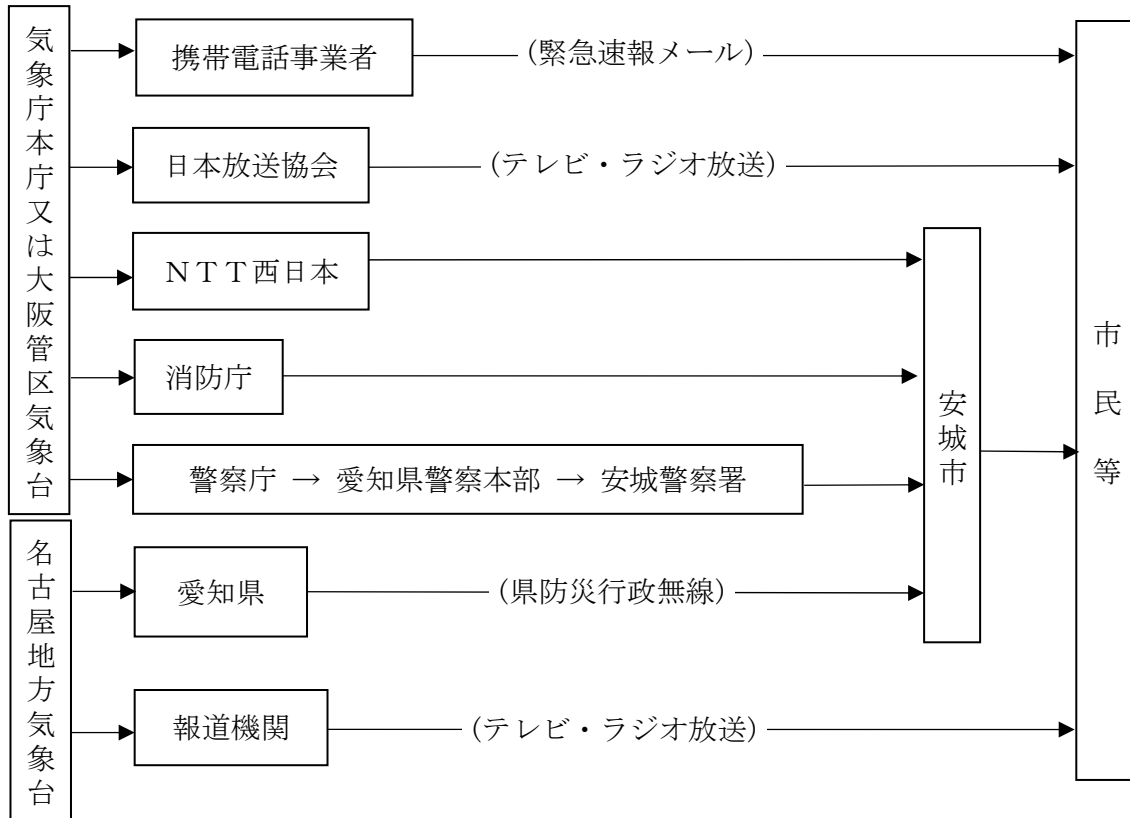 気象庁本庁又は大阪管区気象台
携帯電話事業者
(緊急速報メール)
日本放送協会
(テレビ・ラジオ放送)
NTT西日本
消防庁
警察庁 → 愛知県警察本部 → 安城警察署
名古屋地方気象台
愛知県
(県防災行政無線)
報道機関
(テレビ・ラジオ放送)
安城市
市民等